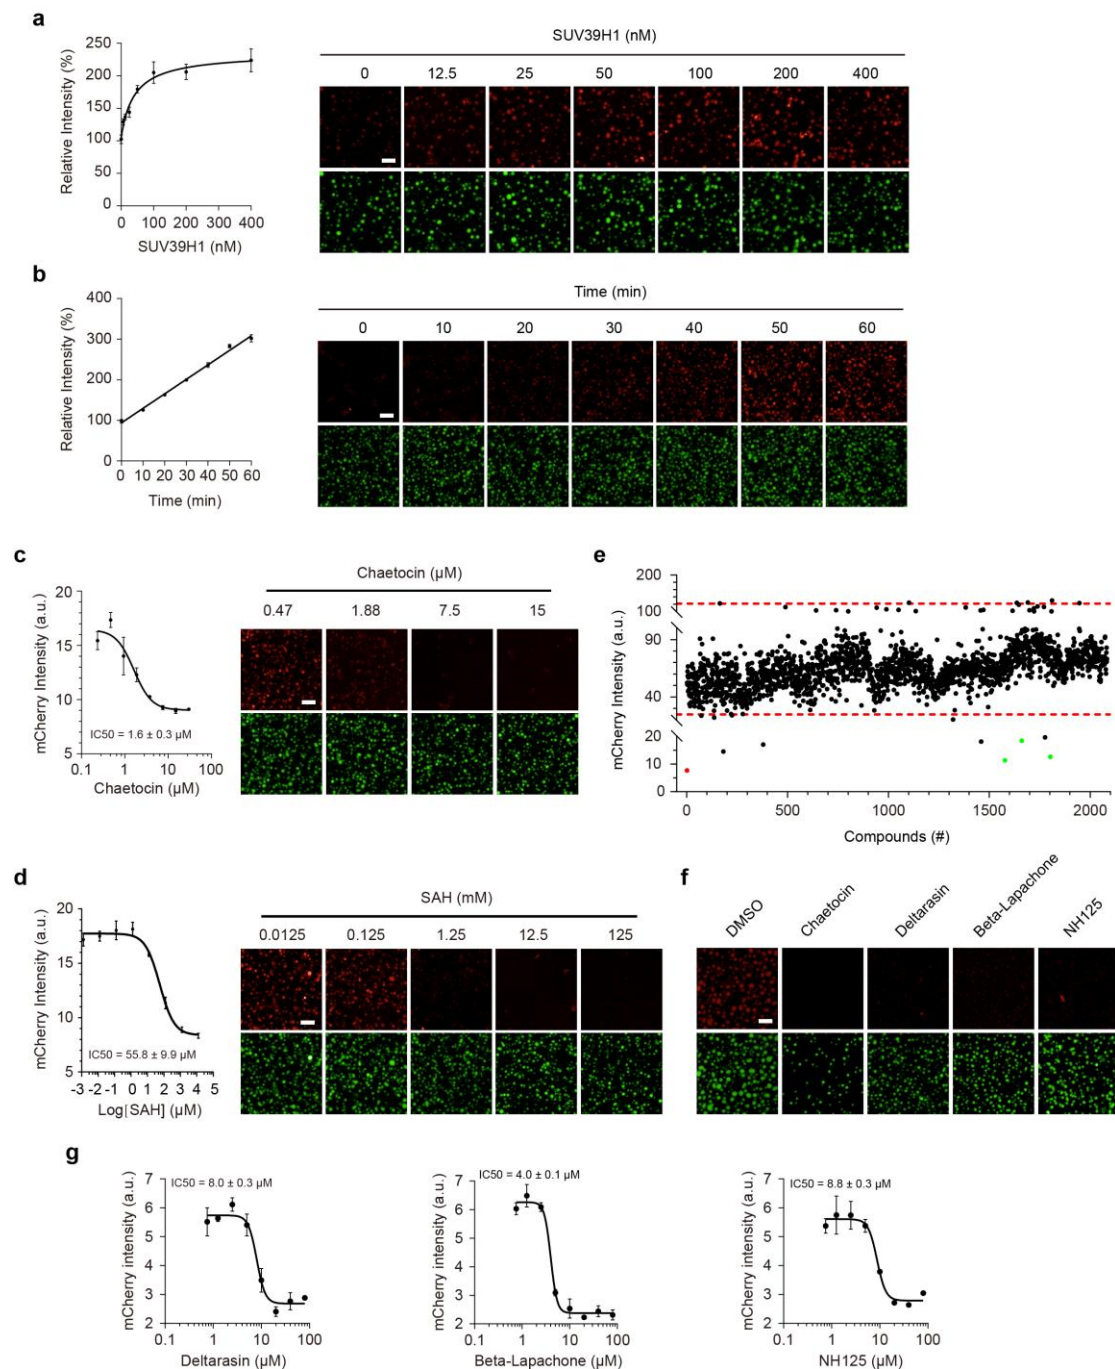 a
250
200
150
100
50
0
Relative Intensity (%)
0 100 200 300 400
SUV39H1 (nM)
SUV39H1 (nM)
0 12.5 25 50 100 200 400
b
400
300
200
100
0
Relative Intensity (%)
0 10 20 30 40 50 60
Time (min)
Time (min)
0 10 20 30 40 50 60
c
20
15
10
5
mCherry Intensity (a.u.)
IC50 = 1.6 ± 0.3 µM
0.1 1 10 100
Chaetocin (µM)
Chaetocin (µM)
0.47 1.88 7.5 15
e
200
100
90
40
20
10
0
mCherry Intensity (a.u.)
0 500 1000 1500 2000
Compounds (#)
d
20
15
10
5
mCherry Intensity (a.u.)
IC50 = 55.8 ± 9.9 µM
-3 -2 -1 0 1 2 3 4 5
Log[SAH] (µM)
SAH (mM)
0.0125 0.125 1.25 12.5 125
f
DMSO
Chaetocin
Deltarasin
Beta-Lapachone
NH125
g
7
6
5
4
3
2
mCherry intensity (a.u.)
IC50 = 8.0 ± 0.3 µM
0.1 1 10 100
Deltarasin (µM)
7
6
5
4
3
2
mCherry intensity (a.u.)
IC50 = 4.0 ± 0.1 µM
0.1 1 10 100
Beta-Lapachone (µM)
7
6
5
4
3
2
mCherry intensity (a.u.)
IC50 = 8.8 ± 0.3 µM
0.1 1 10 100
NH125 (µM)